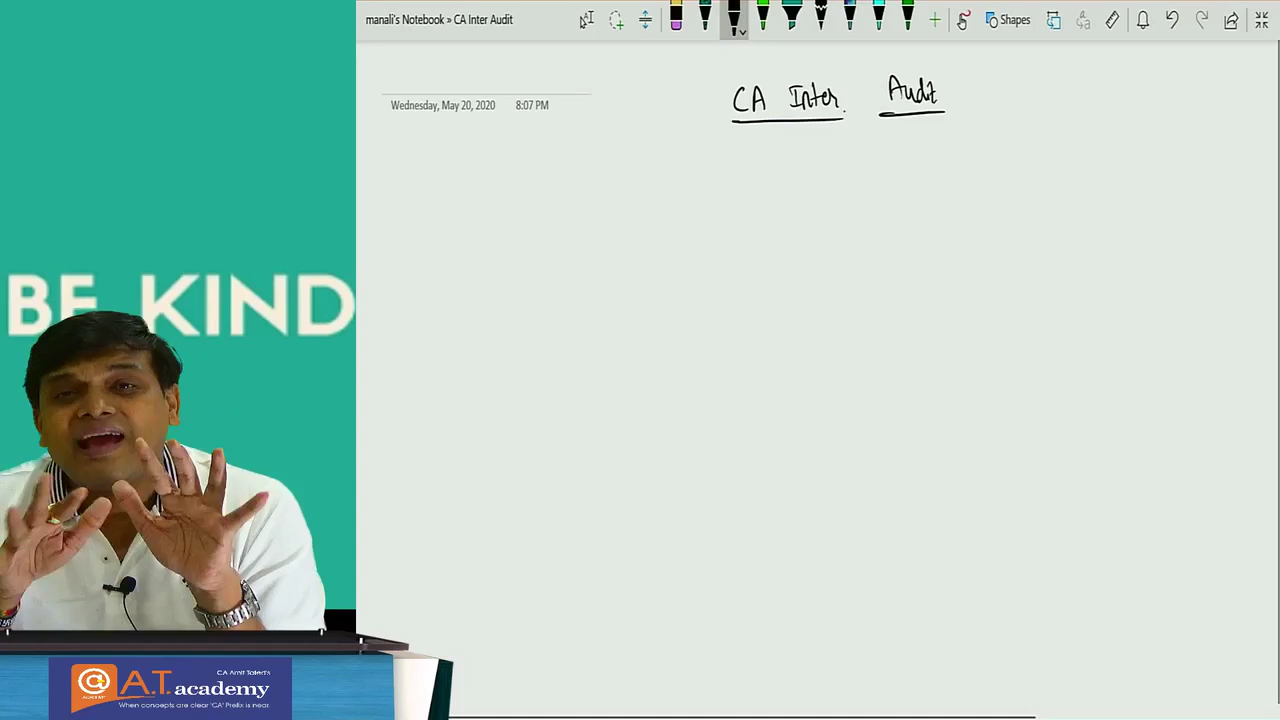 manali's Notebook » CA Inter Audit
Shapes
Wednesday, May 20, 2020 8:07 PM
CA Inter. Audit
BE KIND
CA Amit Tated's
@ A.T. academy
When concepts are clear 'CA' Prefix is near.